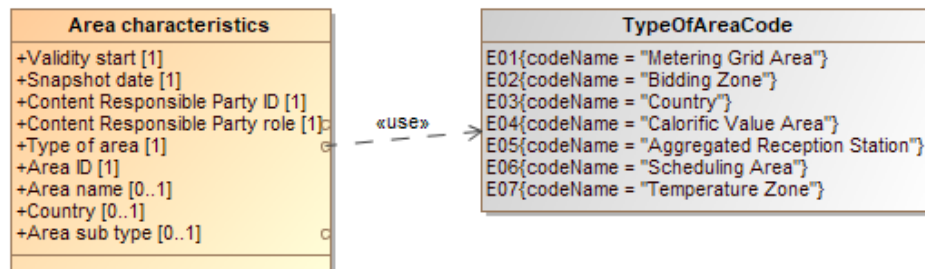 Area characteristics
+Validity start [1]
+Snapshot date [1]
+Content Responsible Party ID [1]
+Content Responsible Party role [1]
+Type of area [1]
+Area ID [1]
+Area name [0..1]
+Country [0..1]
+Area sub type [0..1]
«use»
TypeOfAreaCode
E01{codeName = "Metering Grid Area"}
E02{codeName = "Bidding Zone"}
E03{codeName = "Country"}
E04{codeName = "Calorific Value Area"}
E05{codeName = "Aggregated Reception Station"}
E06{codeName = "Scheduling Area"}
E07{codeName = "Temperature Zone"}